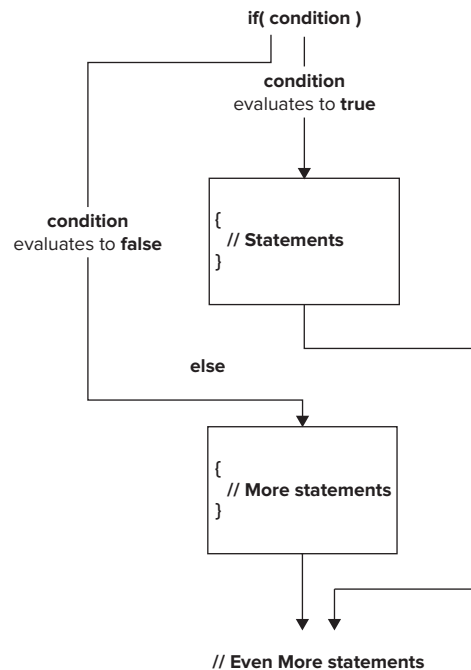 if( condition )
condition
evaluates to true
{
// Statements
}
condition
evaluates to false
else
{
// More statements
}
// Even More statements